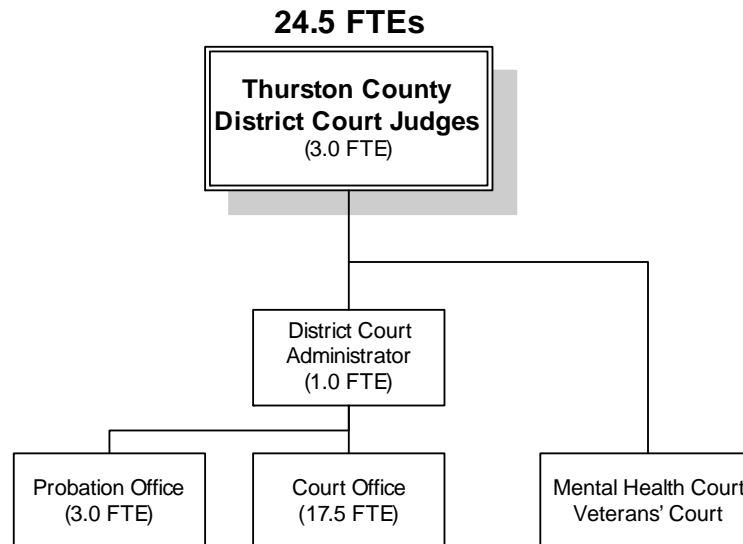 24.5 FTEs
Thurston County
District Court Judges
(3.0 FTE)
District Court
Administrator
(1.0 FTE)
Probation Office
(3.0 FTE)
Court Office
(17.5 FTE)
Mental Health Court
Veterans’ Court